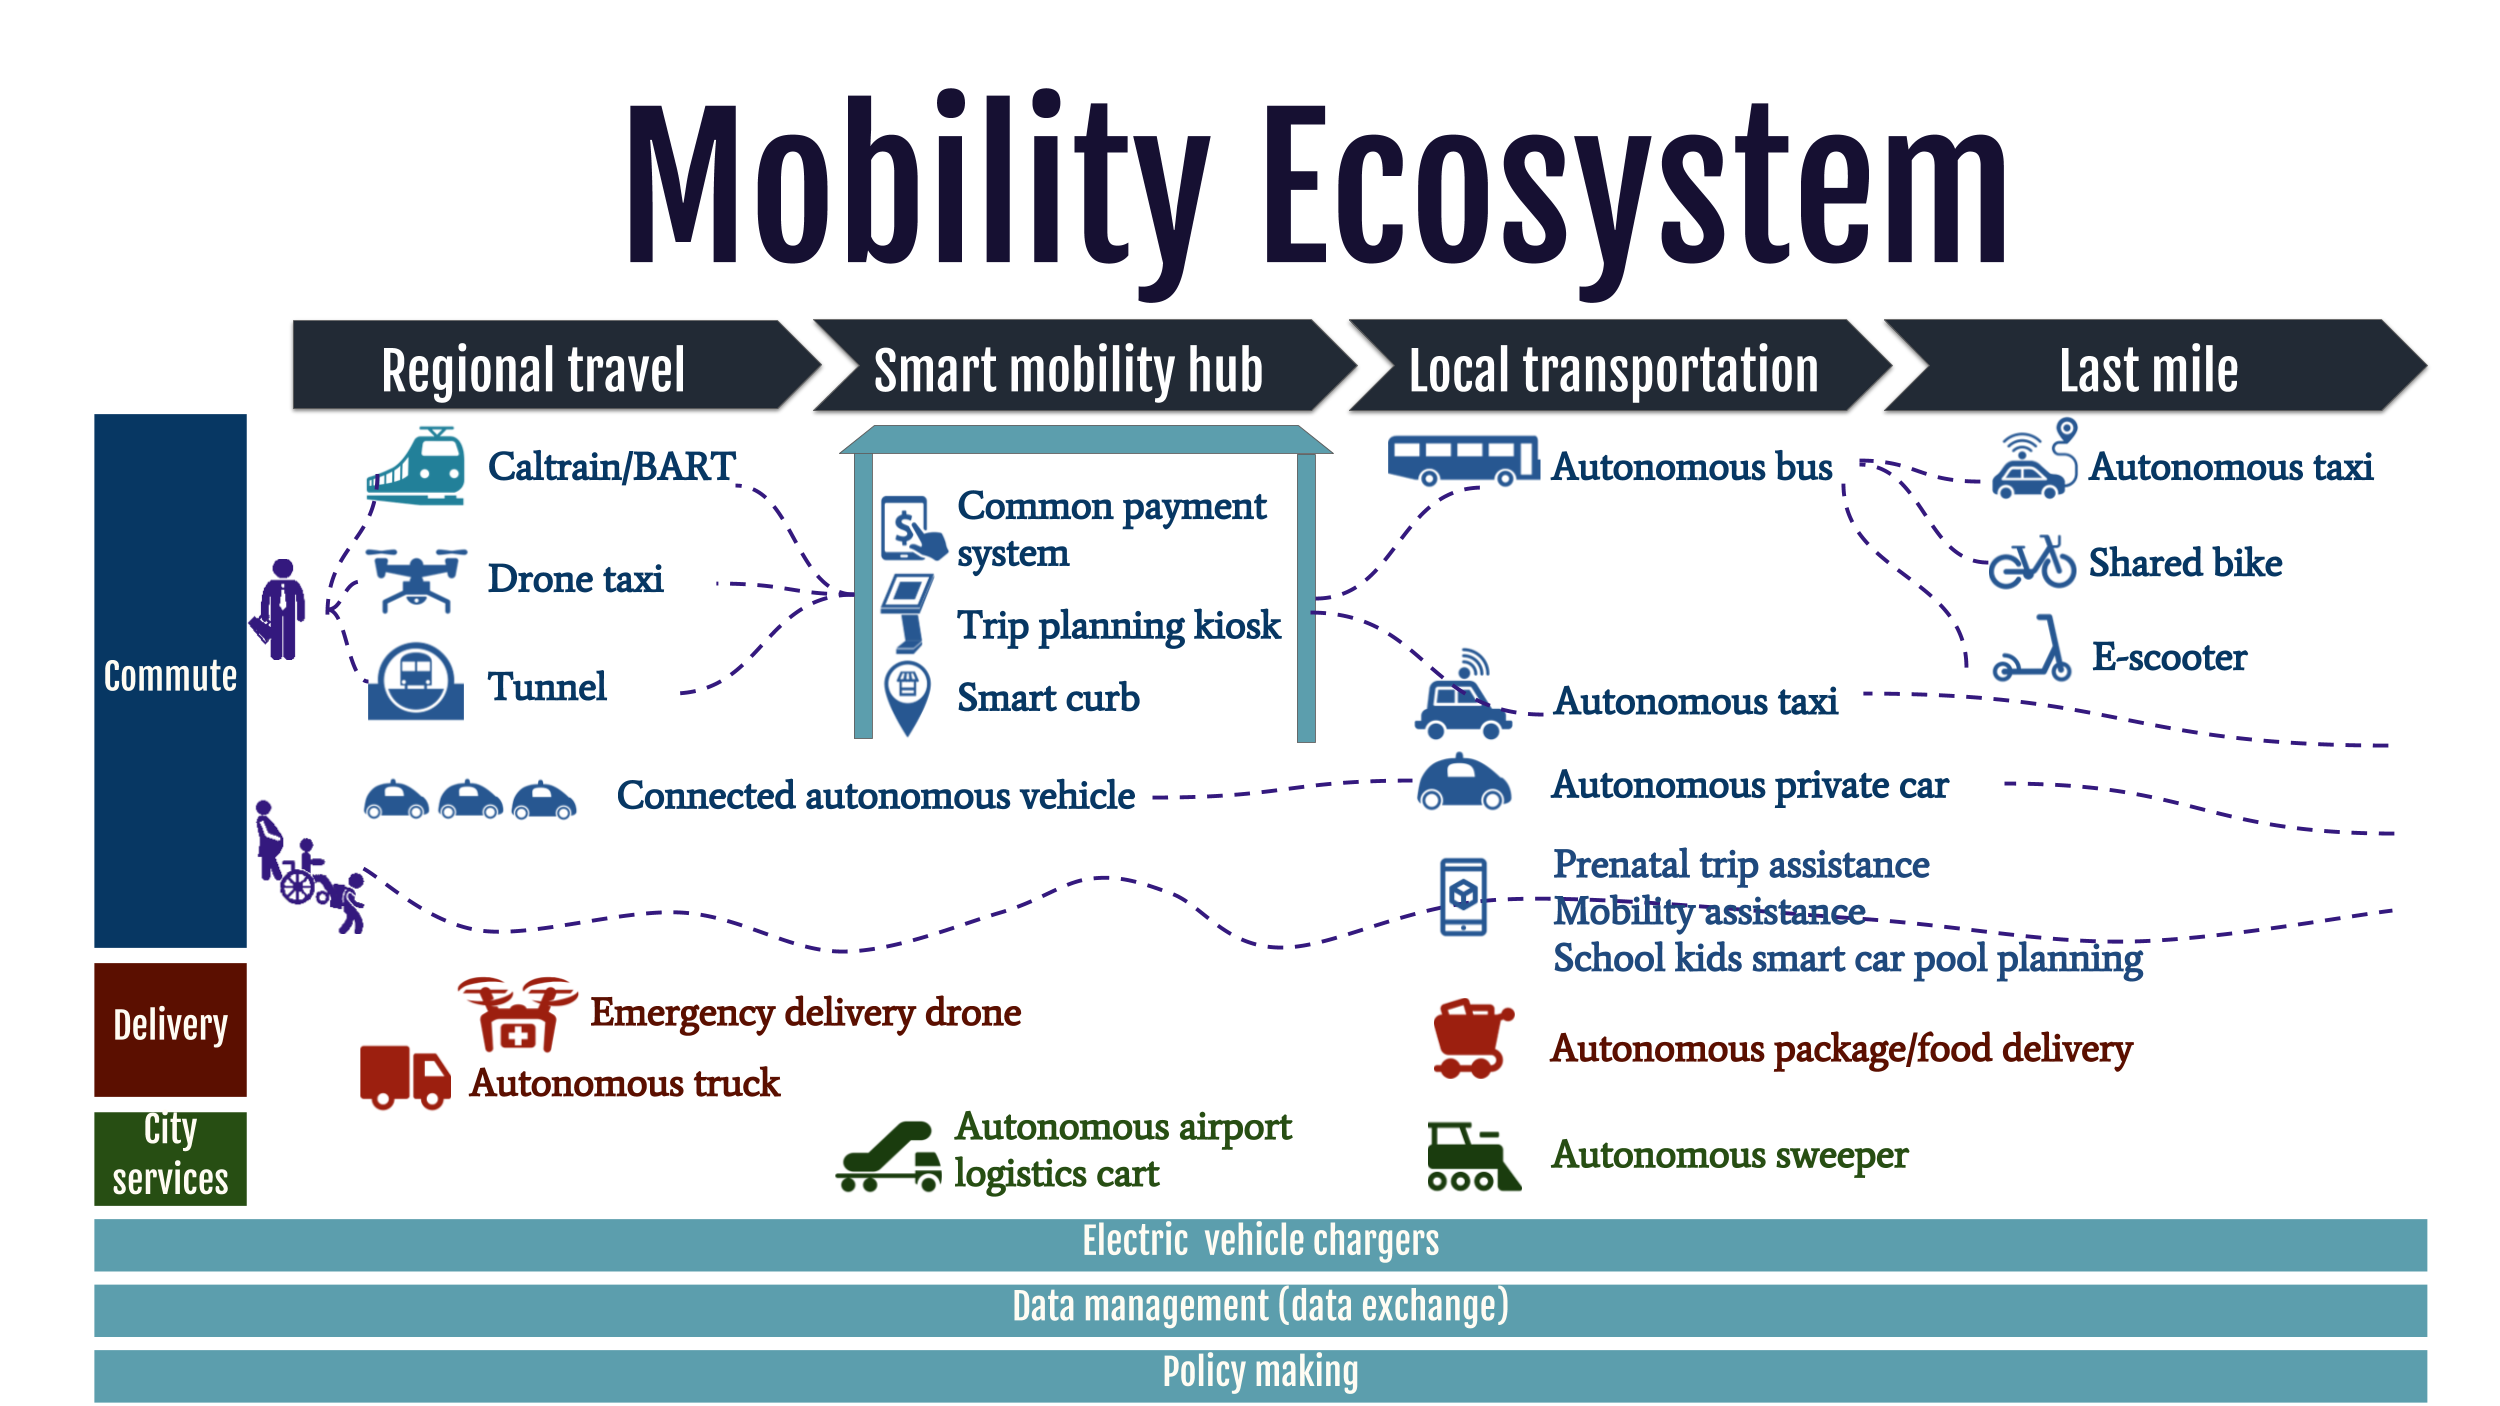 Mobility Ecosystem
Regional travel
Smart mobility hub
Local transportation
Last mile
Commute
Caltrain/BART
Drone taxi
Tunnel
Common payment
system
Trip planning kiosk
Smart curb
Autonomous bus
Autonomous taxi
Shared bike
E-scooter
Autonomous taxi
Connected autonomous vehicle
Autonomous private car
Prenatal trip assistance
Mobility assistance
School kids smart car pool planning
Delivery
Emergency delivery drone
Autonomous truck
Autonomous package/food delivery
City
services
Autonomous airport
logistics cart
Autonomous sweeper
Electric vehicle chargers
Data management (data exchange)
Policy making